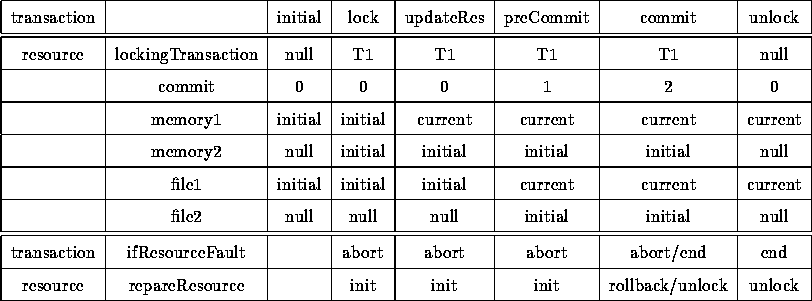 transaction initial lock updateRes preCommit commit unlock
resource lockingTransaction null T1 T1 T1 T1 null
commit 0 0 0 1 2 0
memory1 initial initial current current current current
memory2 null initial initial initial initial null
file1 initial initial initial current current current
file2 null null null initial initial null
transaction ifResourceFault abort abort abort abort/end end
resource repareResource init init init rollback/unlock unlock